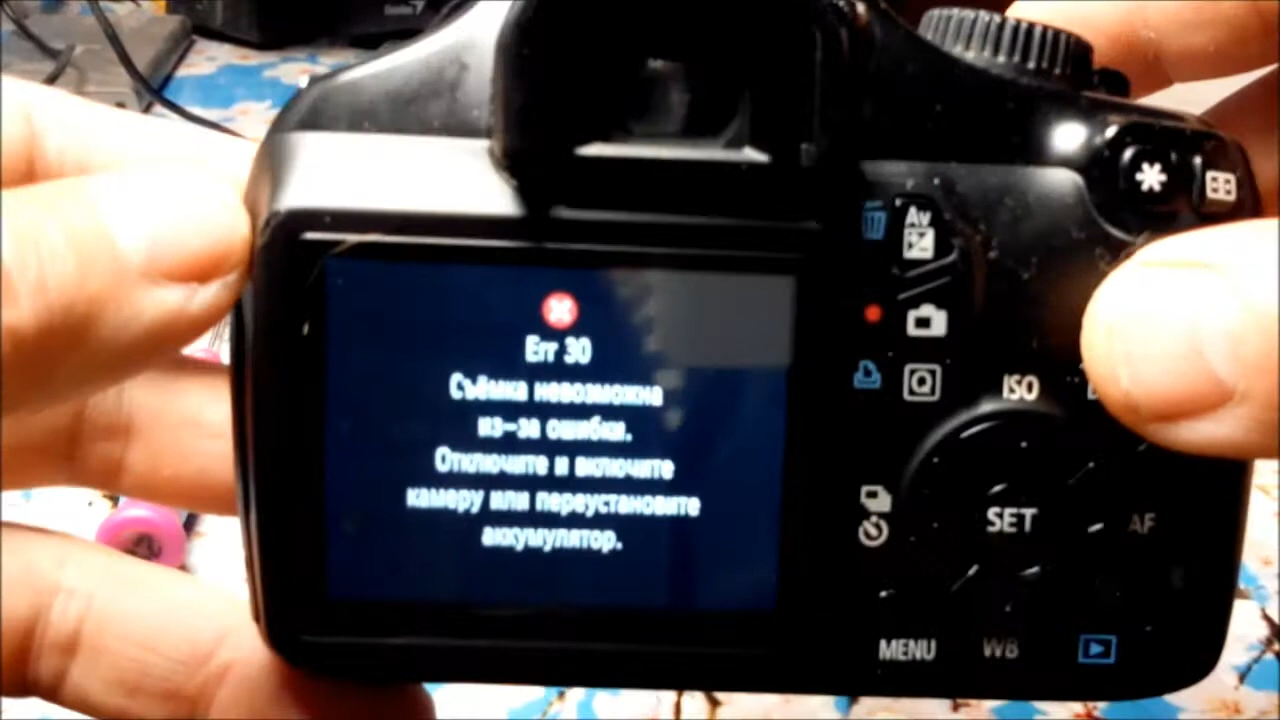 Av
Err 30
Съёмка невозможна
из-за ошибки.
Отключите и включите
камеру или переустановите
аккумулятор.
Q
ISO
SET
AF
MENU
WB